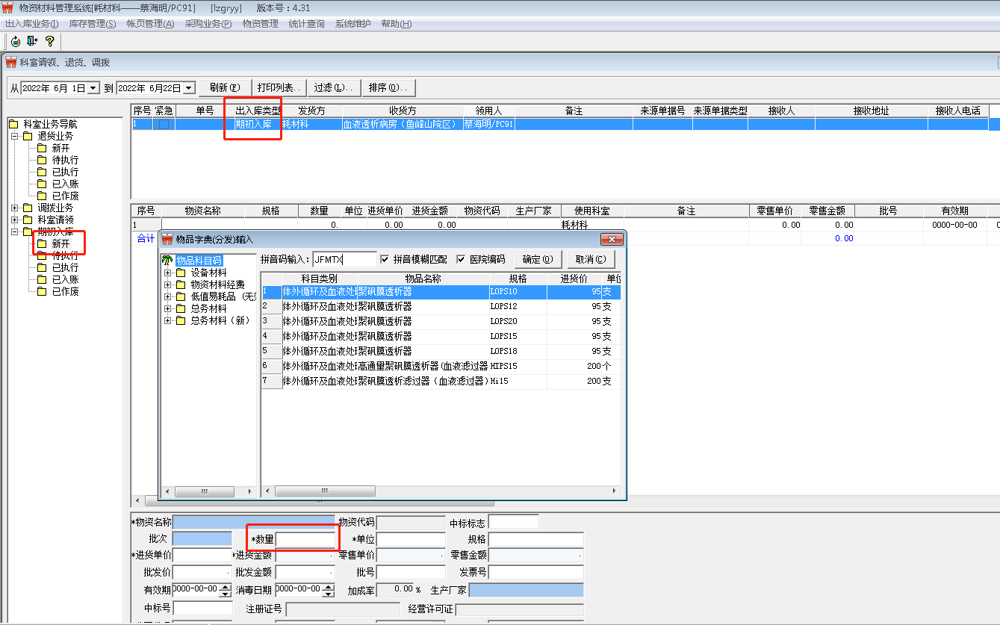 物资材料管理系统[耗材科——蔡海明/PC91] [lzgryy] 版本号：4.31
出入库业务(I) 库存管理(S) 帐页管理(A) 采购业务(P) 物资管理 统计查询 系统维护 帮助(H)
科室请领、退货、调拨
从 2022年 6月 1日 到 2022年 6月22日 刷新(F) 打印列表.. 过滤(L).. 排序(O)..
序号 紧急 单号 出入库类型 发货方 收货方 领用人 备注 来源单据号 来源单据类型 接收人 接收地址 接收人电话
1 期初入库 耗材科 血液透析病房（鱼峰山院区） 蔡海明/PC91
科室业务导航
退货业务
新开
待执行
已执行
已入账
已作废
调拨业务
科室请领
期初入库
新开
待执行
已执行
已入账
已作废
序号 物资名称 规格 数量 单位 进货单价 进货金额 物资代码 生产厂家 使用科室 备注 零售单价 零售金额 批号 有效期
1 0. 0.00 0.00 耗材科 0.00 0.00 0000-00-00
合计 0.00
物品字典(分发)输入
物品科目码
设备材料
物资材料经费
低值易耗品（无
总务材料
总务材料（新）
拼音码输入： JFMTX 拼音模糊匹配 医院编码 确定(O) 取消(C)
科目类别 物品名称 规格 进货价 单位
1 体外循环及血液处 聚砜膜透析器 LOPS10 95 支
2 体外循环及血液处 聚砜膜透析器 LOPS12 95 支
3 体外循环及血液处 聚砜膜透析器 LOPS20 95 支
4 体外循环及血液处 聚砜膜透析器 LOPS15 95 支
5 体外循环及血液处 聚砜膜透析器 LOPS18 95 支
6 体外循环及血液处 高通量聚砜膜透析器(血液滤过器 HIPS15 200 个
7 体外循环及血液处 聚砜膜透析滤过器（血液滤过器） Hi15 200 支
*物资名称 物资代码 中标标志
批次 *数量 *单位 规格
*进货单价 *进货金额 零售单价 零售金额
批发价 批发金额 批号 发票号
有效期 0000-00-00 消毒日期 0000-00-00 加成率 0.00 % 生产厂家
中标号 注册证号 经营许可证